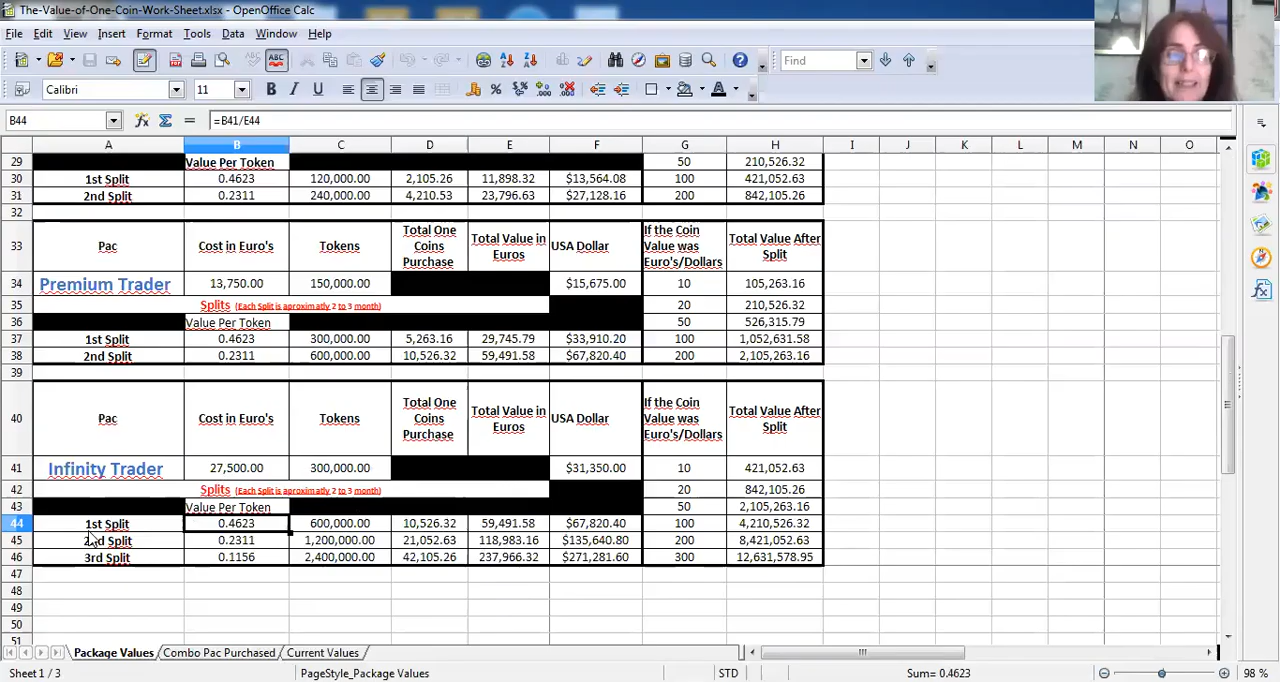 The-Value-of-One-Coin-Work-Sheet.xlsx - OpenOffice Calc
File Edit View Insert Format Tools Data Window Help
ABC Find
Calibri 11 B I U A
B44 =B41/E44
A B C D E F G H I J K L M N O
29 Value Per Token 50 210,526.32
30 1st Split 0.4623 120,000.00 2,105.26 11,898.32 $13,564.08 100 421,052.63
31 2nd Split 0.2311 240,000.00 4,210.53 23,796.63 $27,128.16 200 842,105.26
32
33 Pac Cost in Euro's Tokens Total One Coins Purchase Total Value in Euros USA Dollar If the Coin Value was Euro's/Dollars Total Value After Split
34 Premium Trader 13,750.00 150,000.00 $15,675.00 10 105,263.16
35 Splits (Each Split is aproximatly 2 to 3 month) 20 210,526.32
36 Value Per Token 50 526,315.79
37 1st Split 0.4623 300,000.00 5,263.16 29,745.79 $33,910.20 100 1,052,631.58
38 2nd Split 0.2311 600,000.00 10,526.32 59,491.58 $67,820.40 200 2,105,263.16
39
40 Pac Cost in Euro's Tokens Total One Coins Purchase Total Value in Euros USA Dollar If the Coin Value was Euro's/Dollars Total Value After Split
41 Infinity Trader 27,500.00 300,000.00 $31,350.00 10 421,052.63
42 Splits (Each Split is aproximatly 2 to 3 month) 20 842,105.26
43 Value Per Token 50 2,105,263.16
44 1st Split 0.4623 600,000.00 10,526.32 59,491.58 $67,820.40 100 4,210,526.32
45 2nd Split 0.2311 1,200,000.00 21,052.63 118,983.16 $135,640.80 200 8,421,052.63
46 3rd Split 0.1156 2,400,000.00 42,105.26 237,966.32 $271,281.60 300 12,631,578.95
47
48
49
50
51
Package Values Combo Pac Purchased Current Values
Sheet 1 / 3 PageStyle_Package Values STD Sum=0.4623 98 %